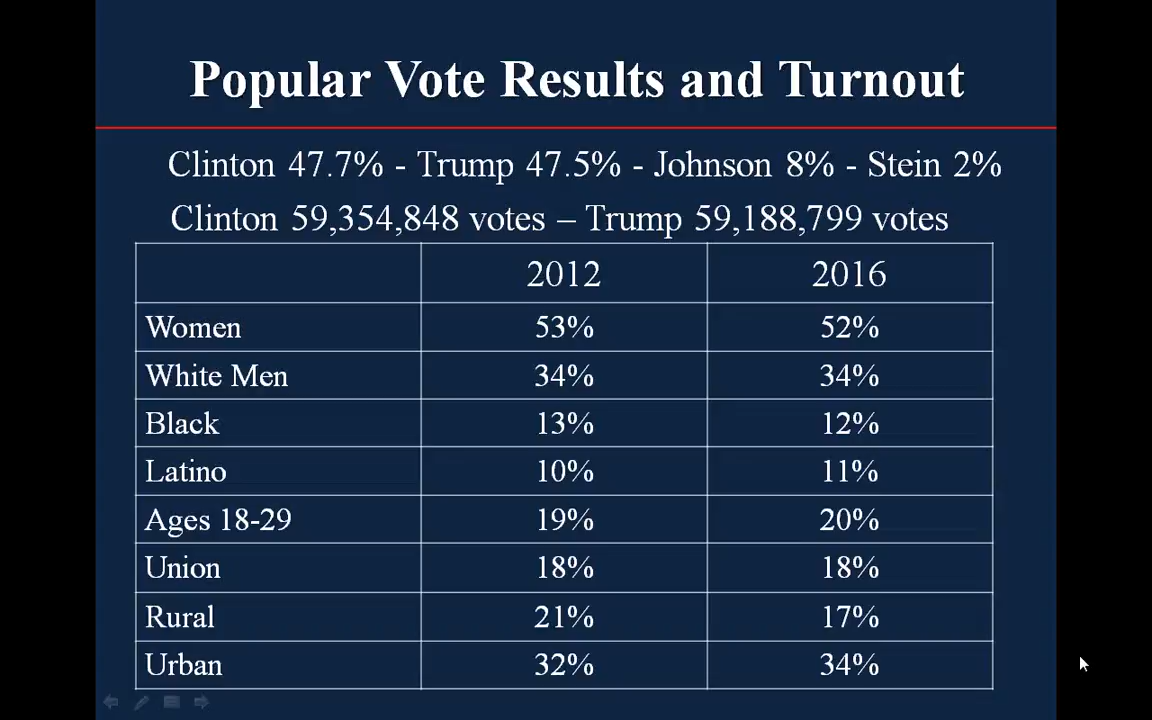 Popular Vote Results and Turnout
Clinton 47.7% - Trump 47.5% - Johnson 8% - Stein 2%
Clinton 59,354,848 votes – Trump 59,188,799 votes
2012 2016
Women 53% 52%
White Men 34% 34%
Black 13% 12%
Latino 10% 11%
Ages 18-29 19% 20%
Union 18% 18%
Rural 21% 17%
Urban 32% 34%